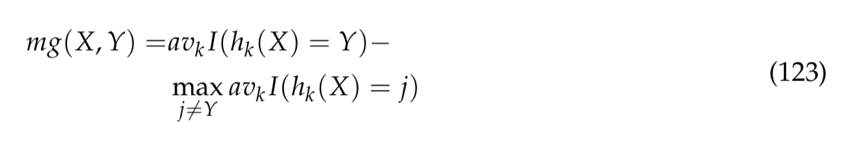 mg(X, Y) =av_k I(h_k(X) = Y)−
max_{j≠Y} av_k I(h_k(X) = j)
(123)